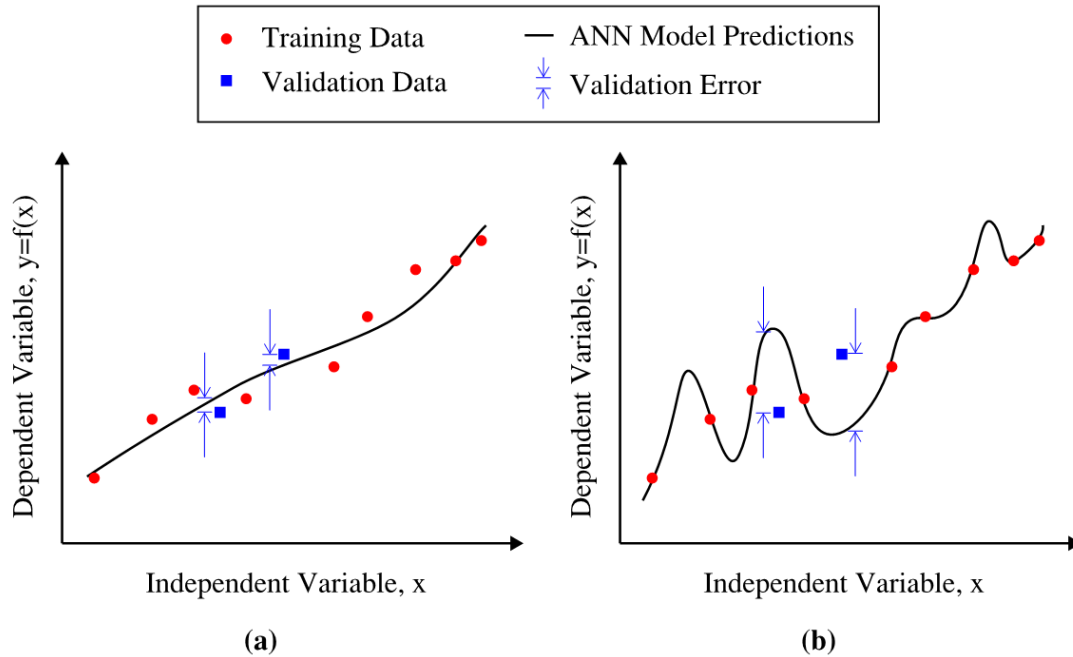 Training Data
ANN Model Predictions
Validation Data
Validation Error
Dependent Variable, y=f(x)
Independent Variable, x
(a)
Dependent Variable, y=f(x)
Independent Variable, x
(b)